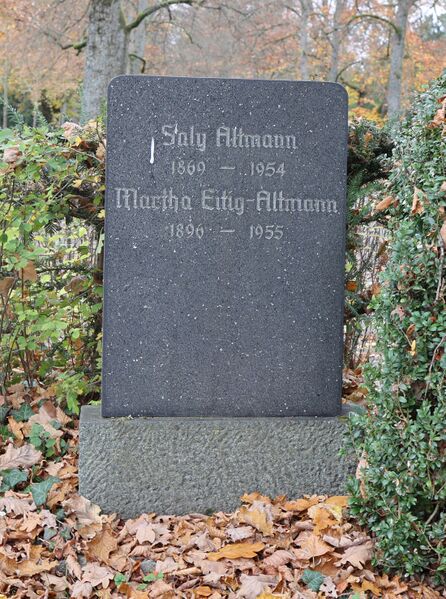 Saly Altmann
1869 – 1954
Martha Eitig-Altmann
1896 – 1955